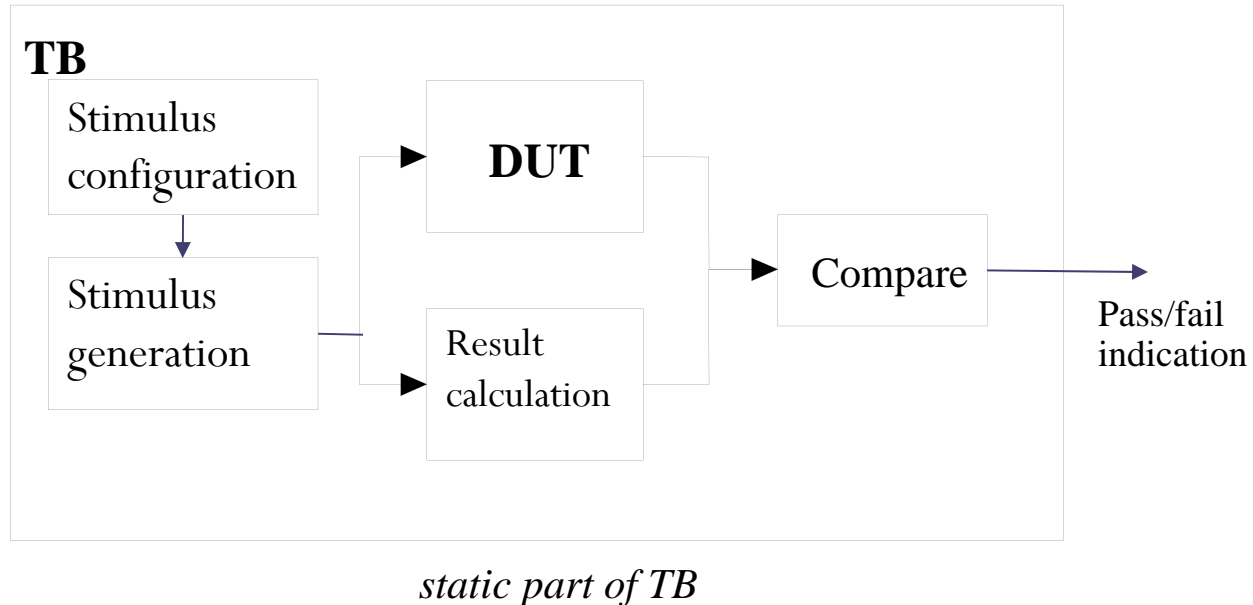 TB
Stimulus
configuration
Stimulus
generation
DUT
Result
calculation
Compare
Pass/fail
indication
static part of TB